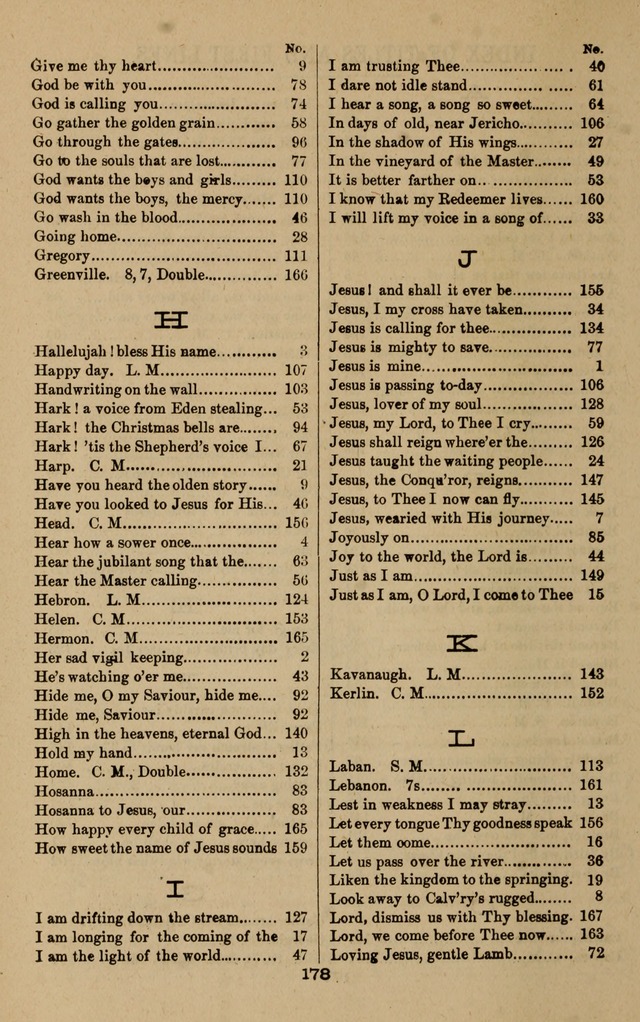 No.
Give me thy heart....................... 9
God be with you........................ 78
God is calling you...................... 74
Go gather the golden grain............ 58
Go through the gates................... 96
Go to the souls that are lost........... 77
God wants the boys and girls......... 110
God wants the boys, the mercy....... 110
Go wash in the blood................... 46
Going home............................. 28
Gregory.................................. 111
Greenville. 8, 7, Double............... 166
H
Hallelujah ! bless His name........... 3
Happy day. L. M....................... 107
Handwriting on the wall............... 103
Hark ! a voice from Eden stealing... 53
Hark ! the Christmas bells are....... 94
Hark ! 'tis the Shepherd's voice I... 67
Harp. C. M............................. 21
Have you heard the olden story...... 9
Have you looked to Jesus for His... 46
Head. C. M............................. 156
Hear how a sower once................ 4
Hear the jubilant song that the...... 63
Hear the Master calling............... 56
Hebron. L. M........................... 124
Helen. C. M............................ 153
Hermon. C. M.......................... 165
Her sad vigil keeping.................. 2
He's watching o'er me................. 43
Hide me, O my Saviour, hide me.... 92
Hide me, Saviour....................... 92
High in the heavens, eternal God... 140
Hold my hand........................... 13
Home. C. M., Double.................. 132
Hosanna................................. 83
Hosanna to Jesus, our................. 83
How happy every child of grace..... 165
How sweet the name of Jesus sounds 159
I
I am drifting down the stream........ 127
I am longing for the coming of the 17
I am the light of the world............ 47
No.
I am trusting Thee................. .... . 40
I dare not idle stand............ ...... 61
I hear a song, a song so sweet........ 64
In days of old, near Jericho........... 106
In the shadow of His wings........... 27
In the vineyard of the Master....... 49
It is better farther on.. .............. 53
I know that my Redeemer lives...... 160
I will lift my voice in a song of...... 33
J
Jesus! and shall it ever be............ 155
Jesus, I my cross have taken.......... 34
Jesus is calling for thee............... 134
Jesus is mighty to save................ 77
Jesus is mine............................ 1
Jesus is passing to-day................ 106
Jesus, lover of my soul................ 128
Jesus, my Lord, to Thee I cry........ 59
Jesus shall reign where'er the........ 126
Jesus taught the waiting people...... 24
Jesus, the Conqu'ror, reigns.......... 147
Jesus, to Thee I now can fly.......... 145
Jesus, wearied with His journey..... 7
Joyously on............................. 85
Joy to the world, the Lord is......... 44
Just as I am............................. 149
Just as I am, O Lord, I come to Thee 15
K
Kavanaugh. L. M...................... 143
Kerlin. C. M............................ 152
L
Laban. S. M............................ 113
Lebanon. 7s........ ................... 161
Lest in weakness I may stray......... 13
Let every tongue Thy goodness speak 156
Let them come.......................... 16
Let us pass over the river............. 36
Liken the kingdom to the springing. 19
Look away to Calv'ry's rugged........ 8
Lord, dismiss us with Thy blessing. 167
Lord, we come before Thee now...... 163
Loving Jesus, gentle Lamb............ 72
178